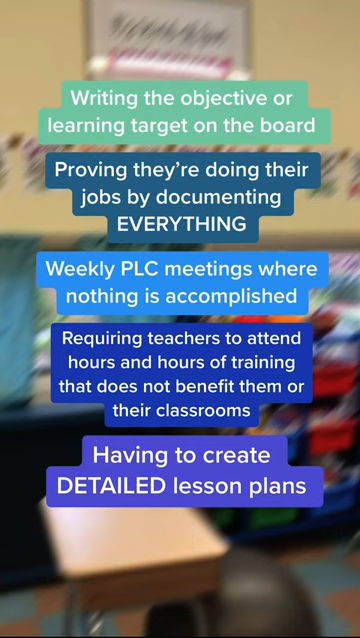 Writing the objective or
learning target on the board
Proving they’re doing their
jobs by documenting
EVERYTHING
Weekly PLC meetings where
nothing is accomplished
Requiring teachers to attend
hours and hours of training
that does not benefit them or
their classrooms
Having to create
DETAILED lesson plans